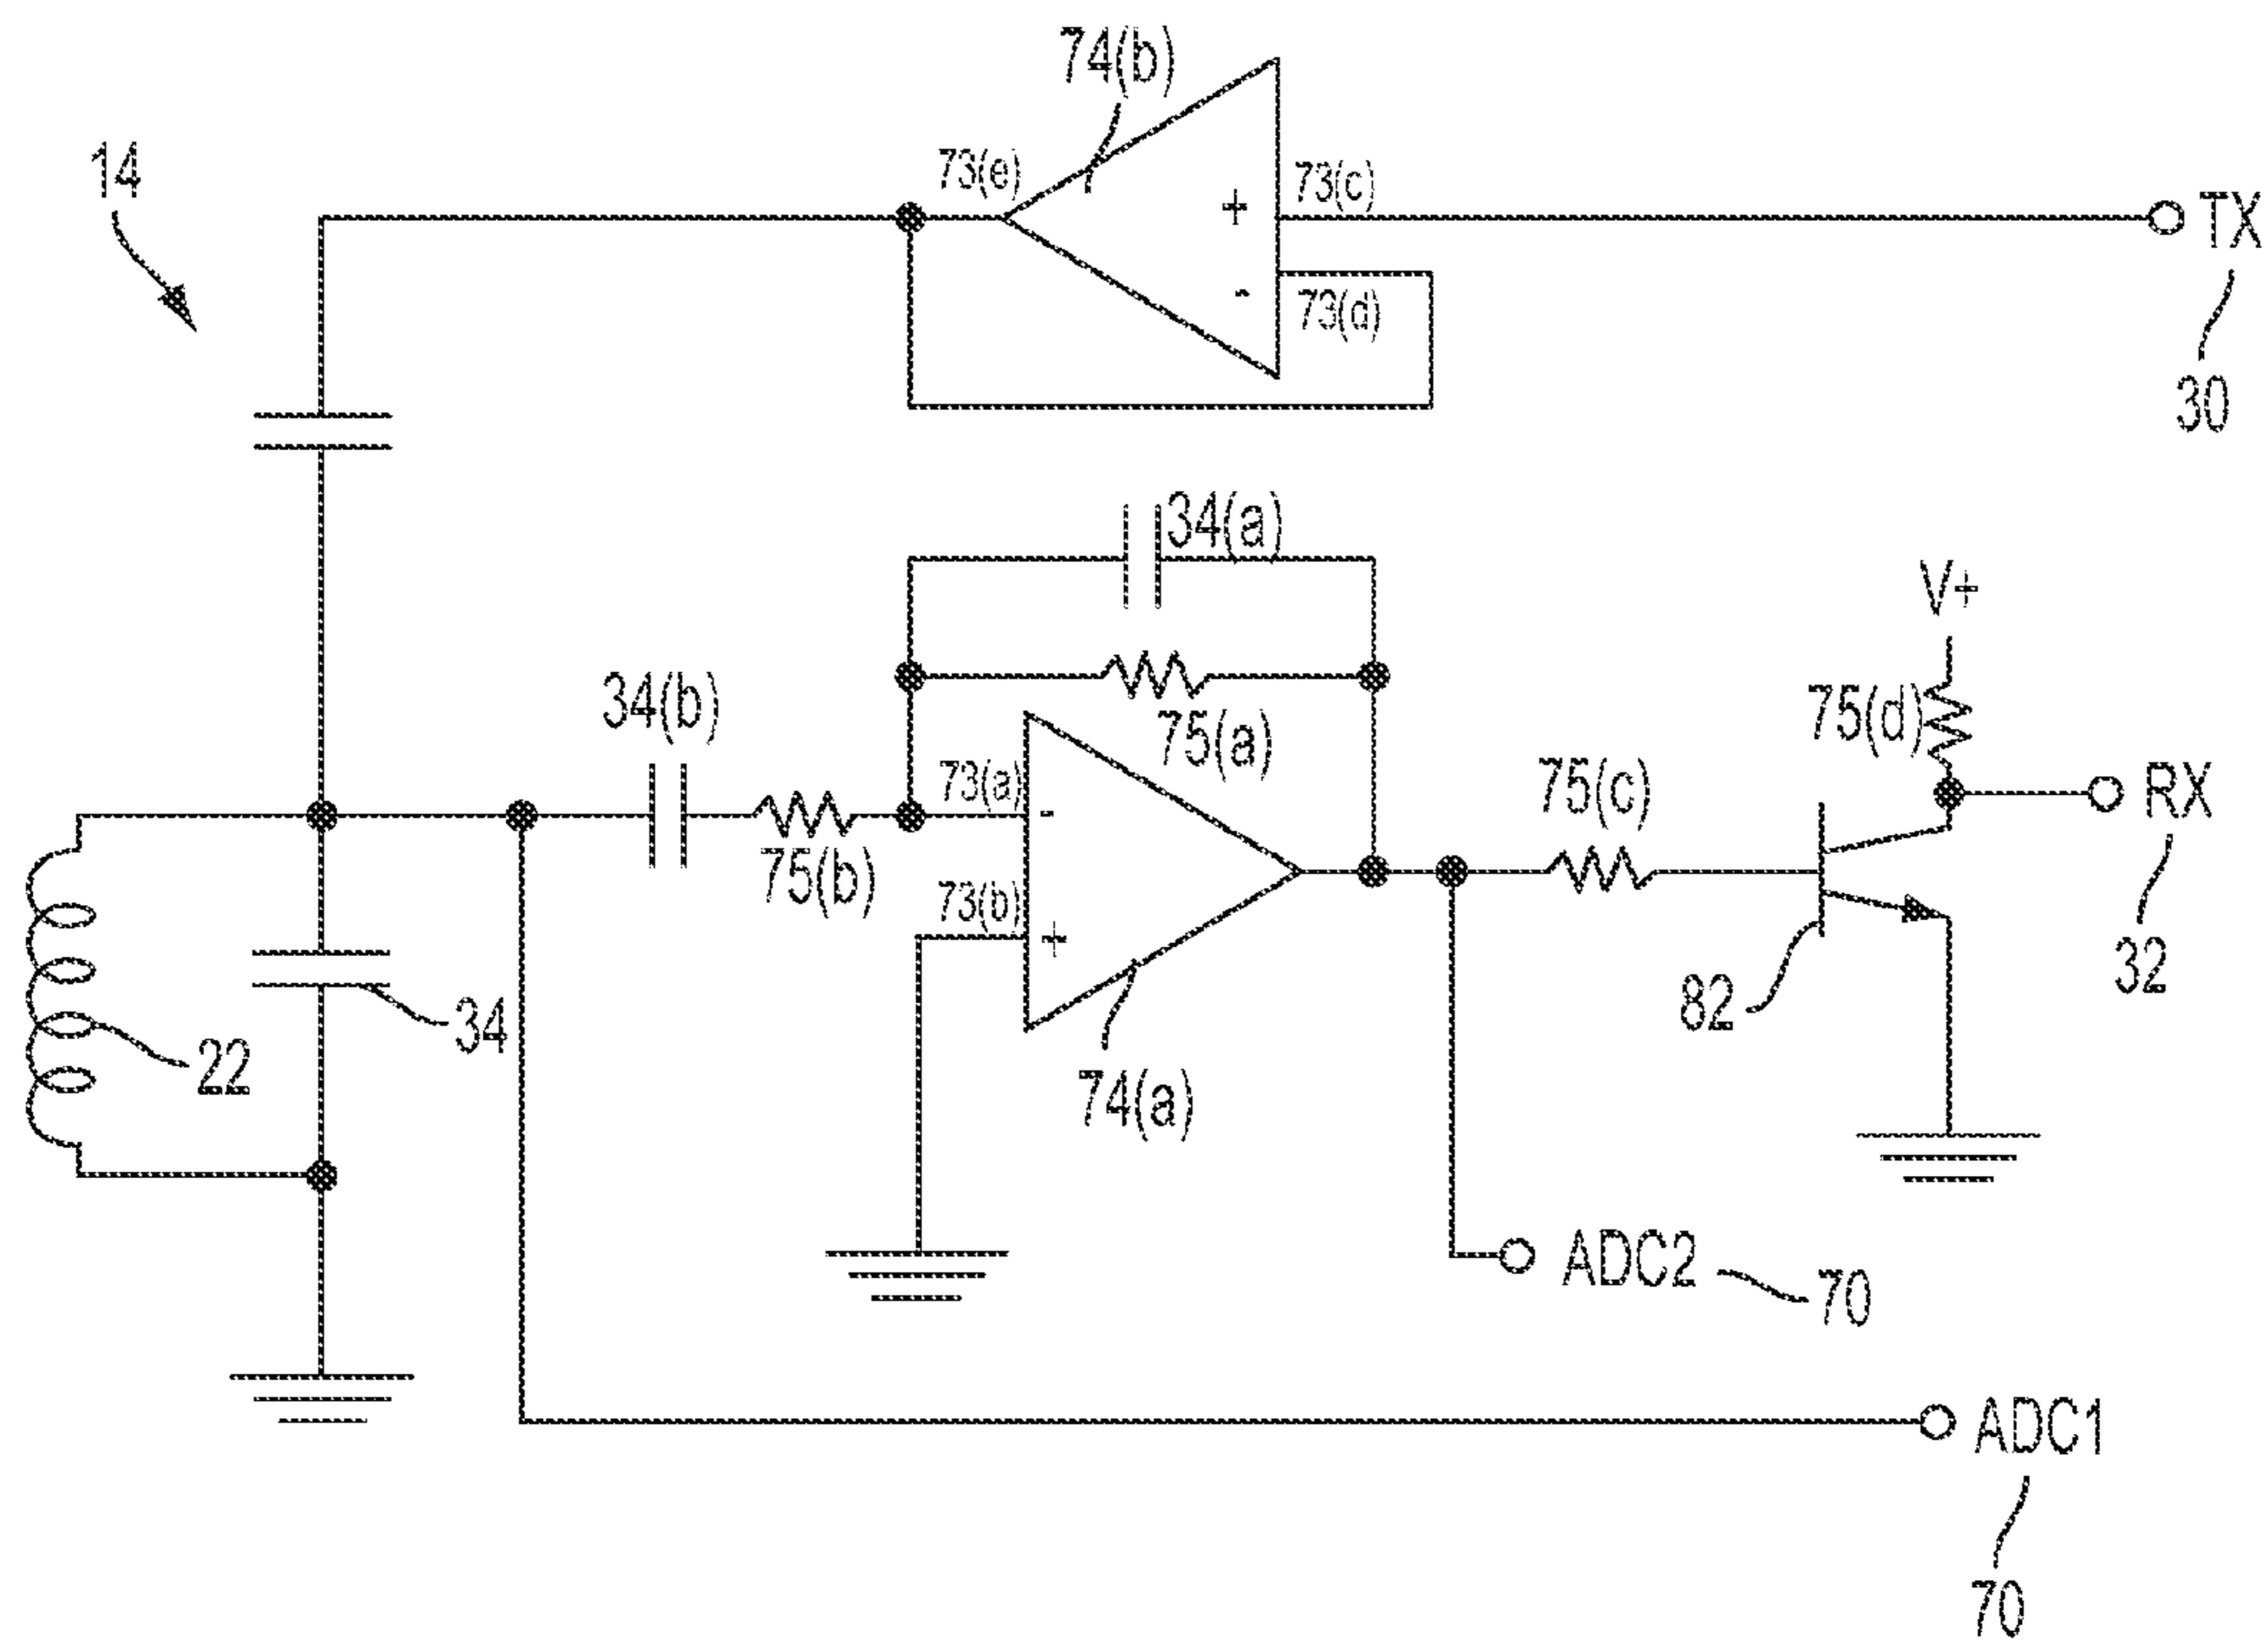 74(b)
14
73(e)
+
73(c)
TX
-
73(d)
30
34(a)
V+
34(b)
75(a)
75(d)
73(a)
-
75(c)
RX
75(b)
73(b)
+
82
32
34
22
74(a)
ADC2
70
ADC1
70